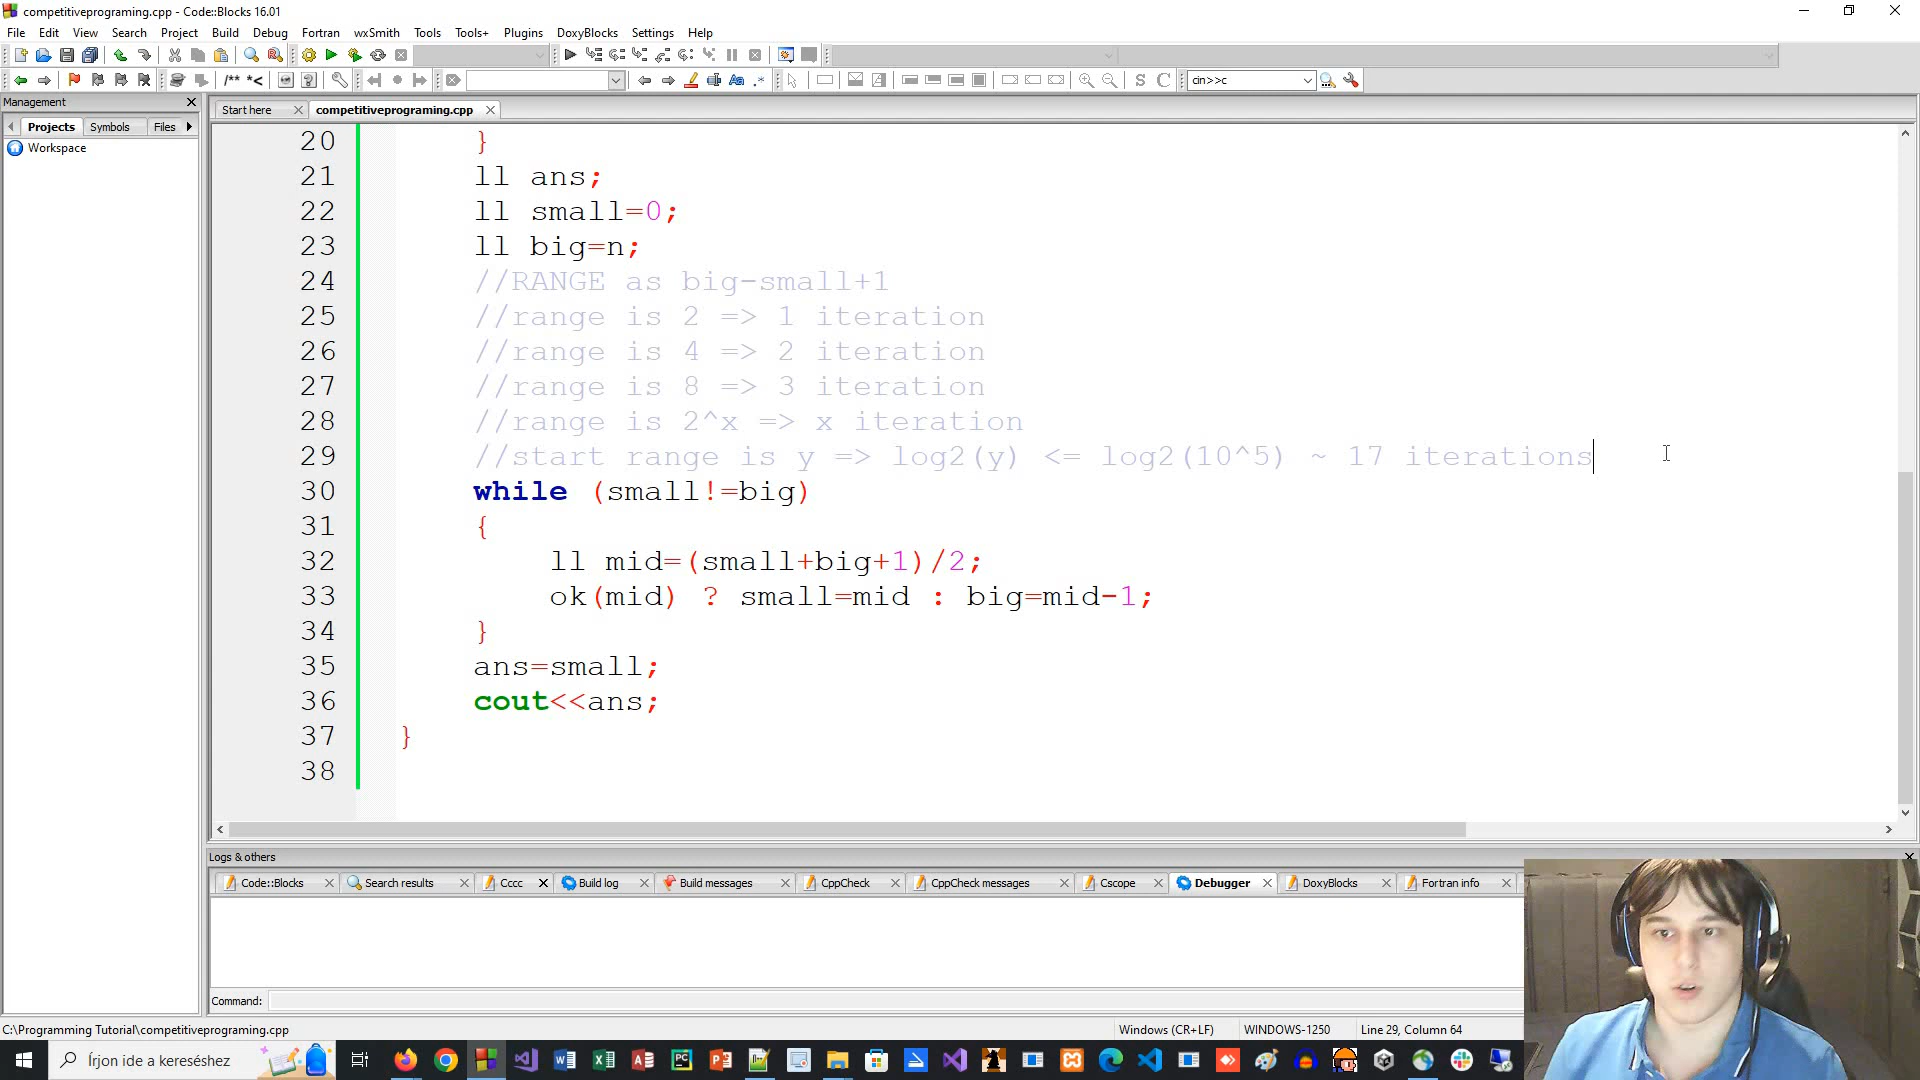 competitiveprograming.cpp - Code::Blocks 16.01
File Edit View Search Project Build Debug Fortran wxSmith Tools Tools+ Plugins DoxyBlocks Settings Help
/** *< cin>>c
Management
Start here competitiveprograming.cpp
Projects Symbols Files
Workspace
20 }
21 ll ans;
22 ll small=0;
23 ll big=n;
24 //RANGE as big-small+1
25 //range is 2 => 1 iteration
26 //range is 4 => 2 iteration
27 //range is 8 => 3 iteration
28 //range is 2^x => x iteration
29 //start range is y => log2(y) <= log2(10^5) ~ 17 iterations
30 while (small!=big)
31 {
32 ll mid=(small+big+1)/2;
33 ok(mid) ? small=mid : big=mid-1;
34 }
35 ans=small;
36 cout<<ans;
37 }
38
Logs & others
Code::Blocks Search results Cccc Build log Build messages CppCheck CppCheck messages Cscope Debugger DoxyBlocks Fortran info
Command:
C:\Programming Tutorial\competitiveprograming.cpp Windows (CR+LF) WINDOWS-1250 Line 29, Column 64
Írjon ide a kereséshez